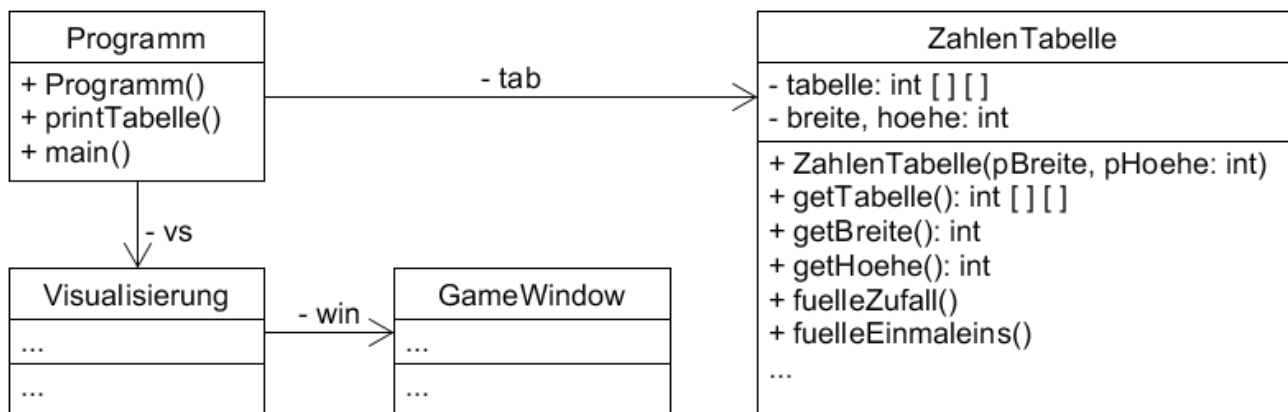 Programm
+ Programm()
+ printTabelle()
+ main()
- tab
ZahlenTabelle
- tabelle: int [ ] [ ]
- breite, hoehe: int
+ ZahlenTabelle(pBreite, pHoehe: int)
+ getTabelle(): int [ ] [ ]
+ getBreite(): int
+ getHoehe(): int
+ fuelleZufall()
+ fuelleEinmaleins()
...
- vs
Visualisierung
...
...
- win
GameWindow
...
...